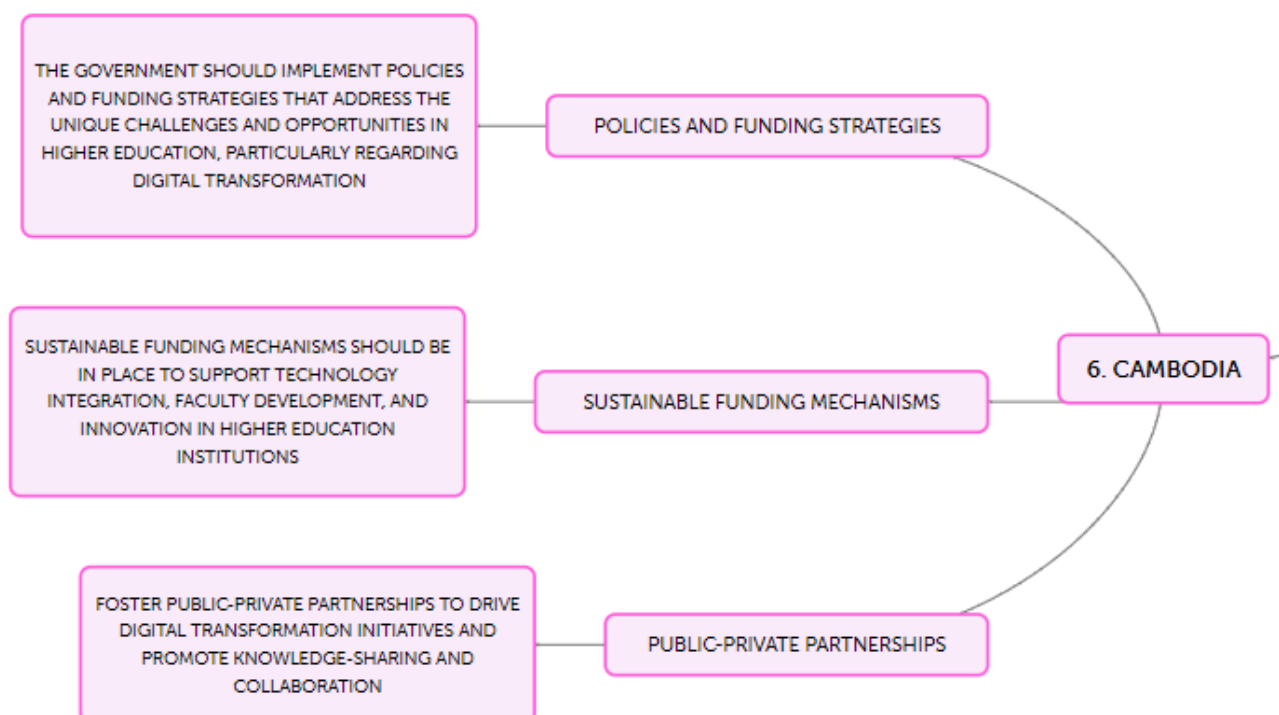 THE GOVERNMENT SHOULD IMPLEMENT POLICIES
AND FUNDING STRATEGIES THAT ADDRESS THE
UNIQUE CHALLENGES AND OPPORTUNITIES IN
HIGHER EDUCATION, PARTICULARLY REGARDING
DIGITAL TRANSFORMATION
POLICIES AND FUNDING STRATEGIES
SUSTAINABLE FUNDING MECHANISMS SHOULD BE
IN PLACE TO SUPPORT TECHNOLOGY
INTEGRATION, FACULTY DEVELOPMENT, AND
INNOVATION IN HIGHER EDUCATION
INSTITUTIONS
SUSTAINABLE FUNDING MECHANISMS
6. CAMBODIA
FOSTER PUBLIC-PRIVATE PARTNERSHIPS TO DRIVE
DIGITAL TRANSFORMATION INITIATIVES AND
PROMOTE KNOWLEDGE-SHARING AND
COLLABORATION
PUBLIC-PRIVATE PARTNERSHIPS